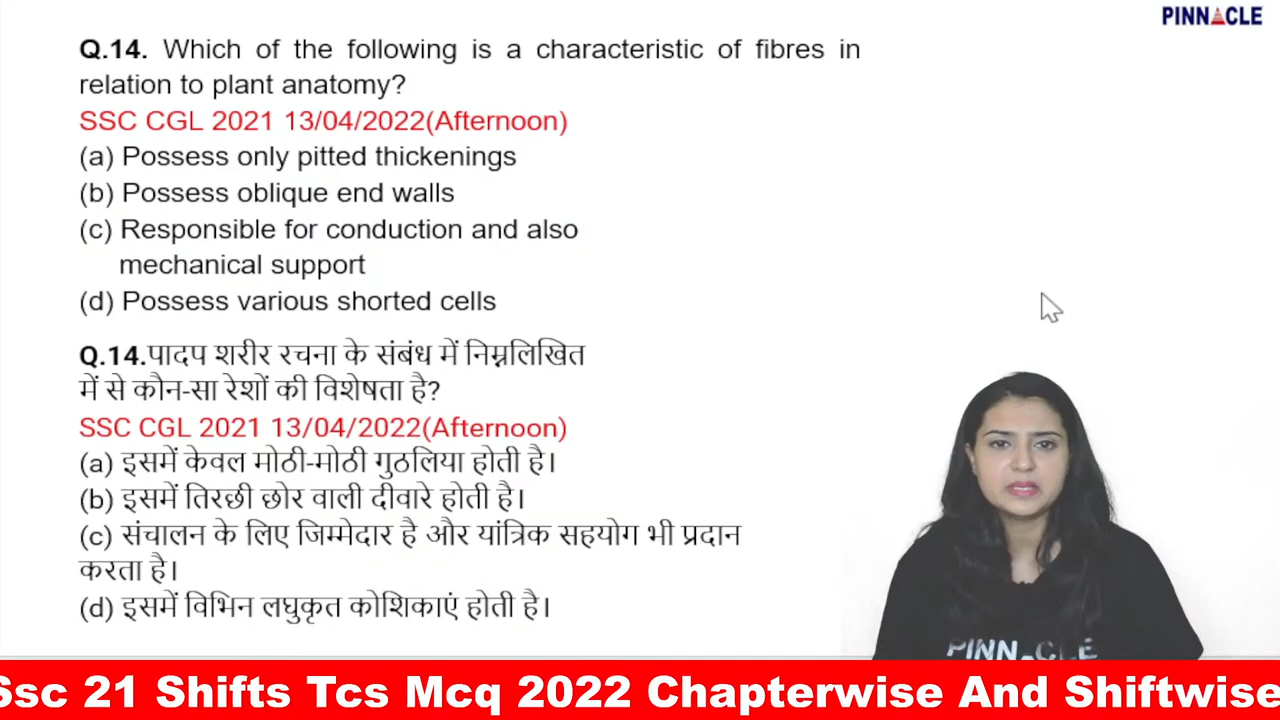 PINNACLE
Q.14. Which of the following is a characteristic of fibres in
relation to plant anatomy?
SSC CGL 2021 13/04/2022(Afternoon)
(a) Possess only pitted thickenings
(b) Possess oblique end walls
(c) Responsible for conduction and also
mechanical support
(d) Possess various shorted cells
Q.14.पादप शरीर रचना के संबंध में निम्नलिखित
में से कौन-सा रेशों की विशेषता है?
SSC CGL 2021 13/04/2022(Afternoon)
(a) इसमें केवल मोठी-मोठी गुठलिया होती है।
(b) इसमें तिरछी छोर वाली दीवारे होती है।
(c) संचालन के लिए जिम्मेदार है और यांत्रिक सहयोग भी प्रदान
करता है।
(d) इसमें विभिन लघुकृत कोशिकाएं होती है।
PINNACLE
Ssc 21 Shifts Tcs Mcq 2022 Chapterwise And Shiftwise